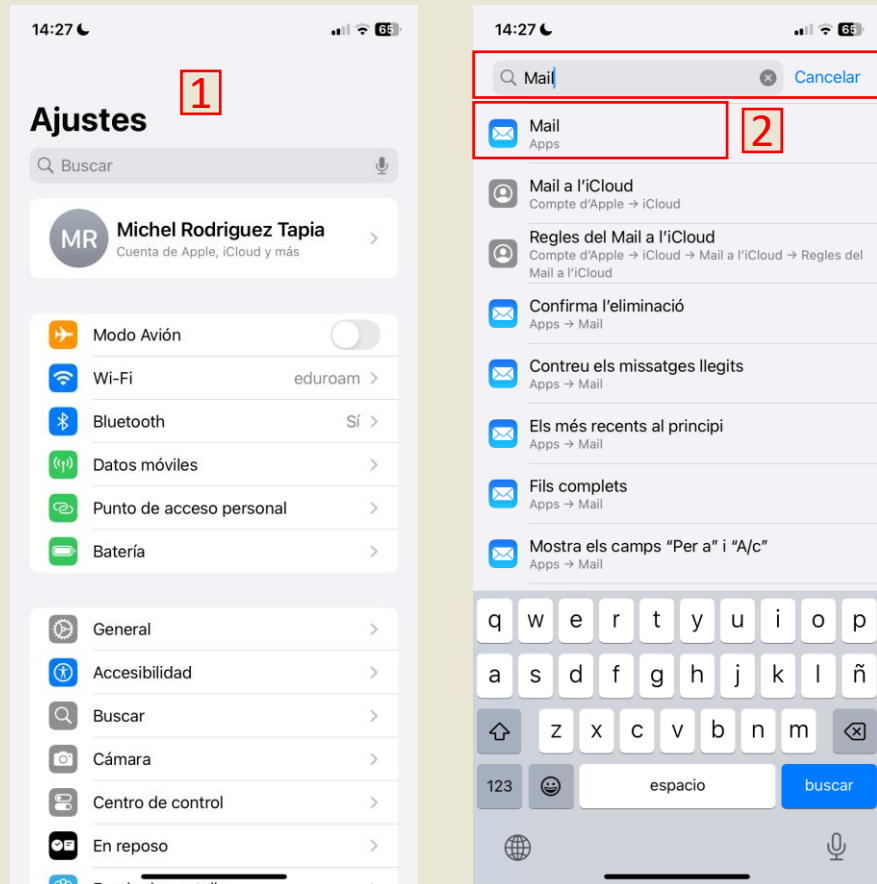 14:27
65
1
Ajustes
Buscar
MR
Michel Rodriguez Tapia
Cuenta de Apple, iCloud y más
Modo Avión
Wi-Fi eduroam
Bluetooth Sí
Datos móviles
Punto de acceso personal
Batería
General
Accesibilidad
Buscar
Cámara
Centro de control
En reposo
14:27
65
Mail Cancelar
2
Mail
Apps
Mail a l’iCloud
Compte d’Apple → iCloud
Regles del Mail a l’iCloud
Compte d’Apple → iCloud → Mail a l’iCloud → Regles del
Mail a l’iCloud
Confirma l’eliminació
Apps → Mail
Contreu els missatges llegits
Apps → Mail
Els més recents al principi
Apps → Mail
Fils complets
Apps → Mail
Mostra els camps “Per a” i “A/c”
Apps → Mail
q w e r t y u i o p
a s d f g h j k l ñ
z x c v b n m
123 espacio buscar